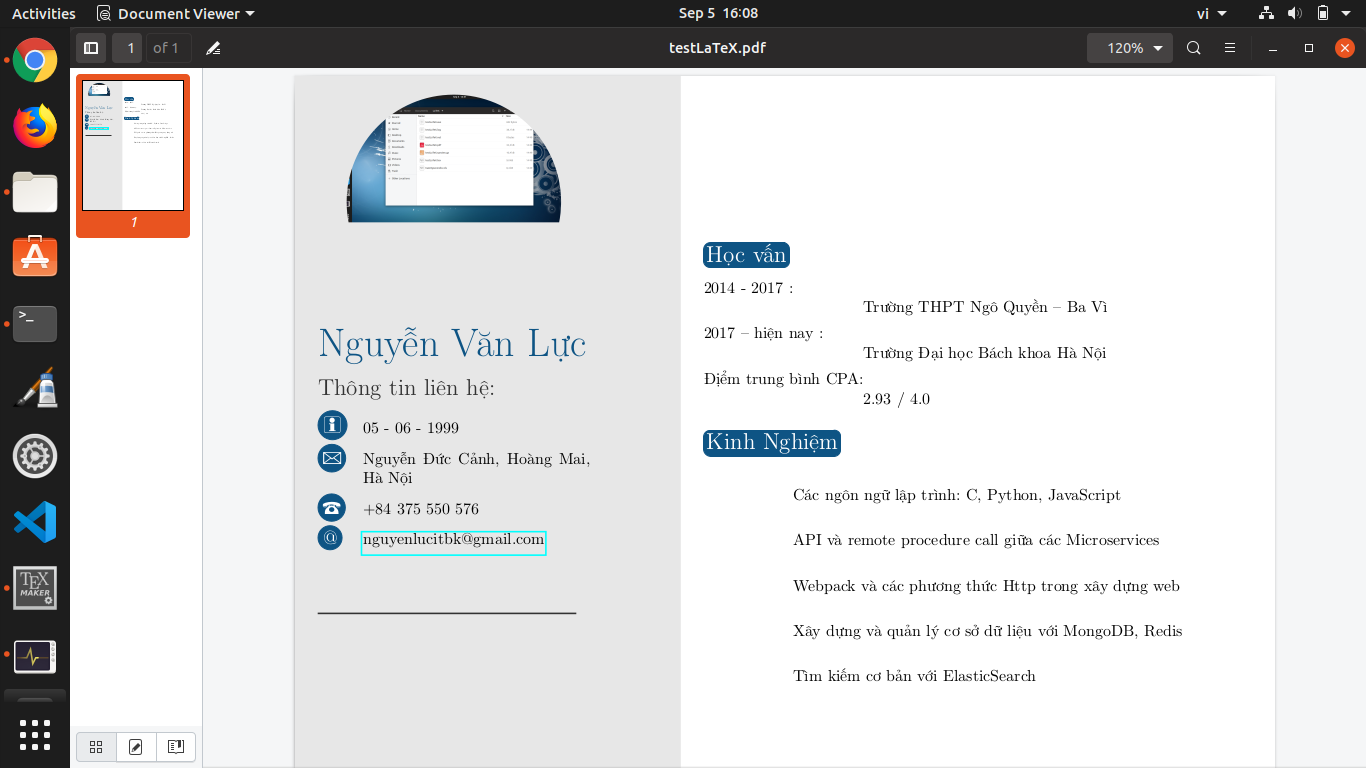 Activities
Document Viewer
Sep 5 16:08
vi
1
of 1
testLaTeX.pdf
120%
1
TEX
MAKER
>_
Nguyễn Văn Lực
Thông tin liên hệ:
05 - 06 - 1999
Nguyễn Đức Cảnh, Hoàng Mai,
Hà Nội
+84 375 550 576
@
nguyenlucitbk@gmail.com
Học vấn
2014 - 2017 :
Trường THPT Ngô Quyền – Ba Vì
2017 – hiện nay :
Trường Đại học Bách khoa Hà Nội
Điểm trung bình CPA:
2.93 / 4.0
Kinh Nghiệm
Các ngôn ngữ lập trình: C, Python, JavaScript
API và remote procedure call giữa các Microservices
Webpack và các phương thức Http trong xây dựng web
Xây dựng và quản lý cơ sở dữ liệu với MongoDB, Redis
Tìm kiếm cơ bản với ElasticSearch